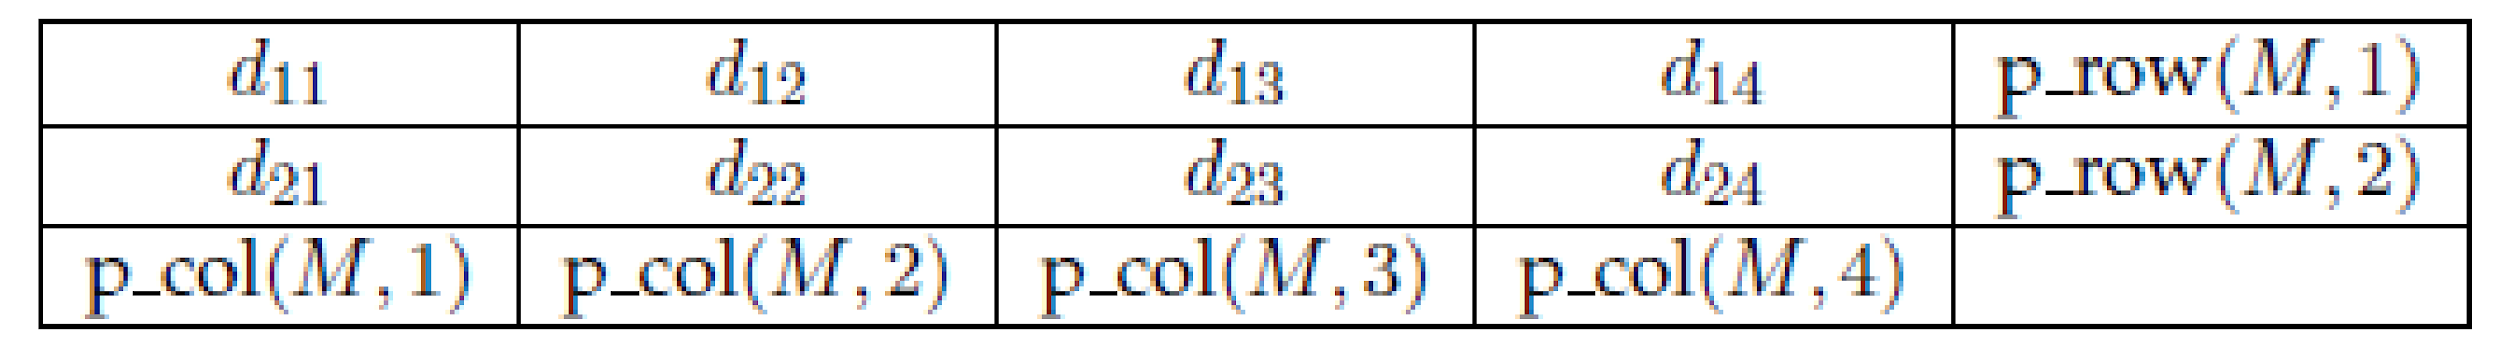 d₁₁ d₁₂ d₁₃ d₁₄ p_row(M, 1)
d₂₁ d₂₂ d₂₃ d₂₄ p_row(M, 2)
p_col(M, 1) p_col(M, 2) p_col(M, 3) p_col(M, 4)